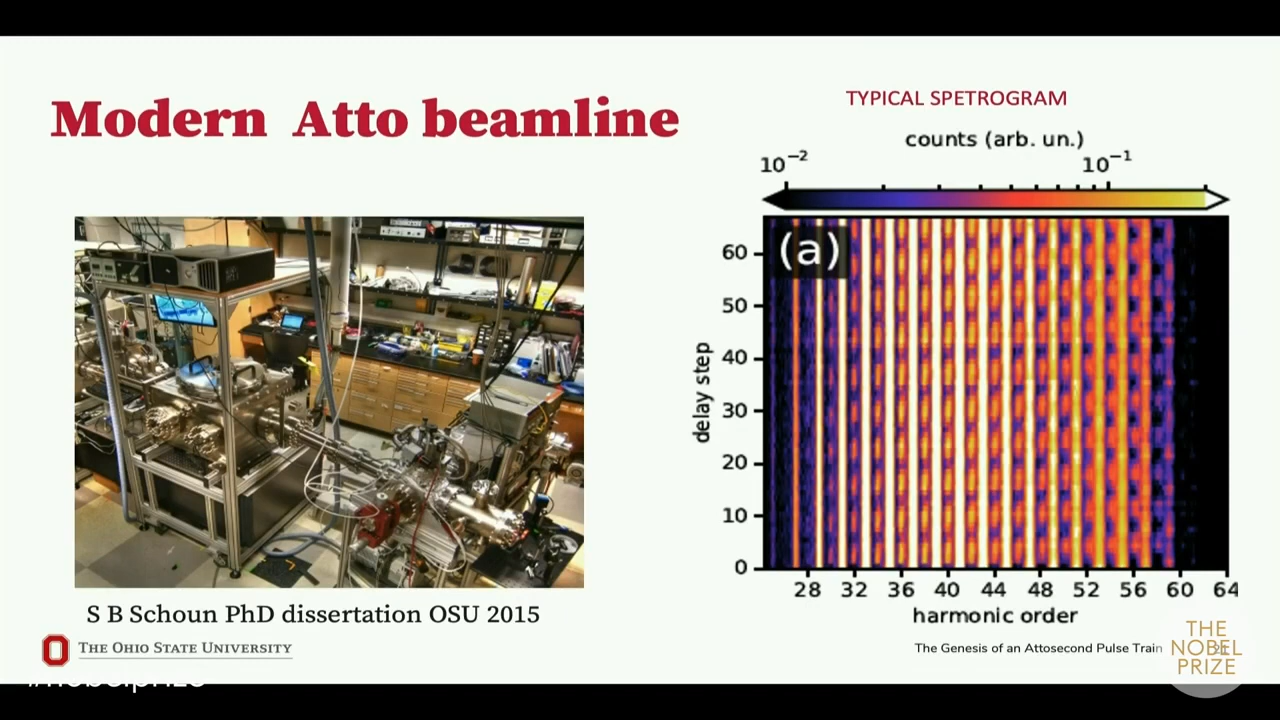 Modern Atto beamline
TYPICAL SPETROGRAM
counts (arb. un.)
10⁻² 10⁻¹
(a)
60
50
40
30
20
10
0
delay step
28 32 36 40 44 48 52 56 60 64
harmonic order
S B Schoun PhD dissertation OSU 2015
THE OHIO STATE UNIVERSITY
The Genesis of an Attosecond Pulse Train
THE
NOBEL
PRIZE
#nobelprize